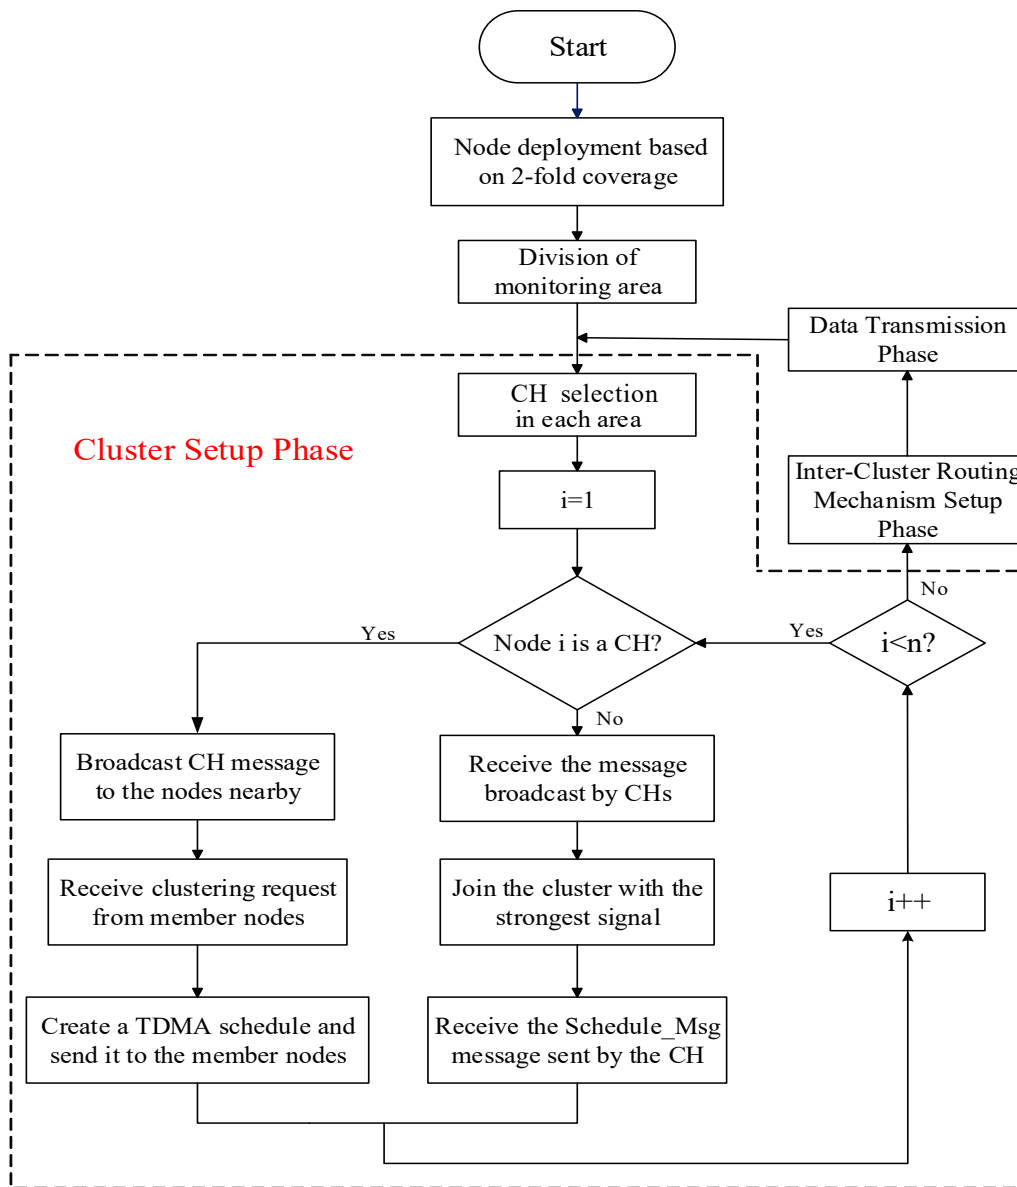 Start
Node deployment based
on 2-fold coverage
Division of
monitoring area
Data Transmission
Phase
CH selection
in each area
Cluster Setup Phase
Inter-Cluster Routing
Mechanism Setup
Phase
i=1
No
Yes
Node i is a CH?
Yes
i<n?
No
Broadcast CH message
to the nodes nearby
Receive the message
broadcast by CHs
Receive clustering request
from member nodes
Join the cluster with the
strongest signal
i++
Create a TDMA schedule and
send it to the member nodes
Receive the Schedule_Msg
message sent by the CH